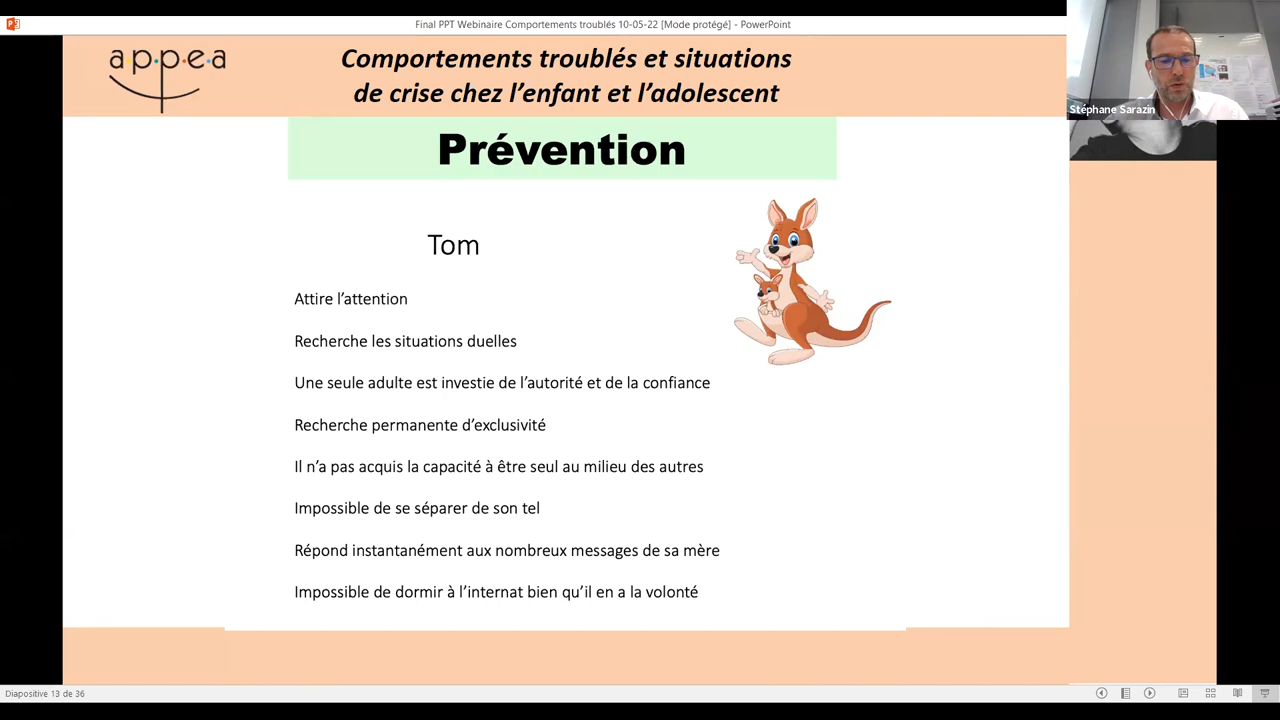 Final PPT Webinaire Comportements troublés 10-05-22 [Mode protégé] - PowerPoint
appea
Comportements troublés et situations
de crise chez l’enfant et l’adolescent
Stéphane Sarazin
Prévention
Tom
Attire l’attention
Recherche les situations duelles
Une seule adulte est investie de l’autorité et de la confiance
Recherche permanente d’exclusivité
Il n’a pas acquis la capacité à être seul au milieu des autres
Impossible de se séparer de son tel
Répond instantanément aux nombreux messages de sa mère
Impossible de dormir à l’internat bien qu’il en a la volonté
Diapositive 13 de 36